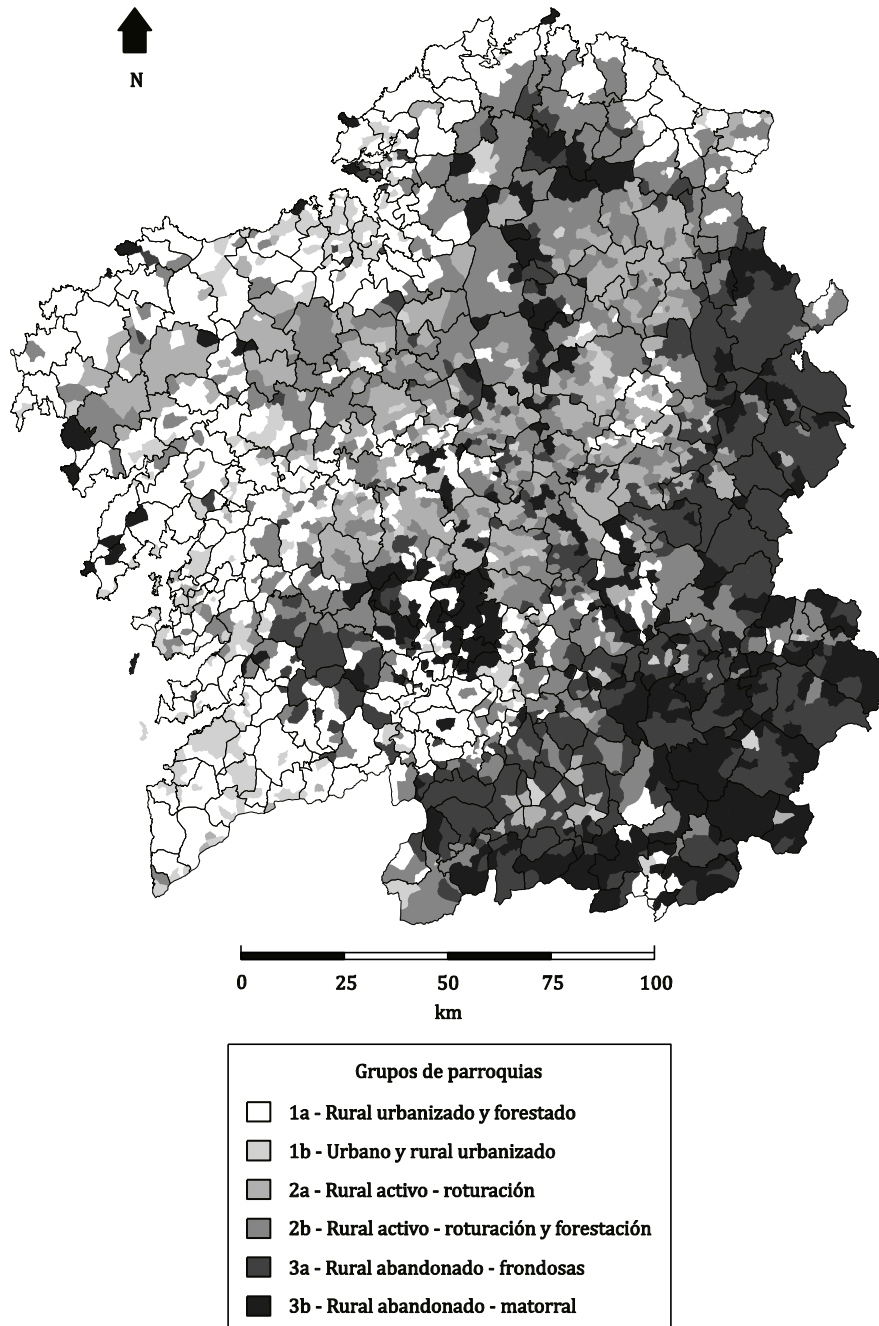 N
0 25 50 75 100
km
Grupos de parroquias
1a - Rural urbanizado y forestado
1b - Urbano y rural urbanizado
2a - Rural activo - roturación
2b - Rural activo - roturación y forestación
3a - Rural abandonado - frondosas
3b - Rural abandonado - matorral